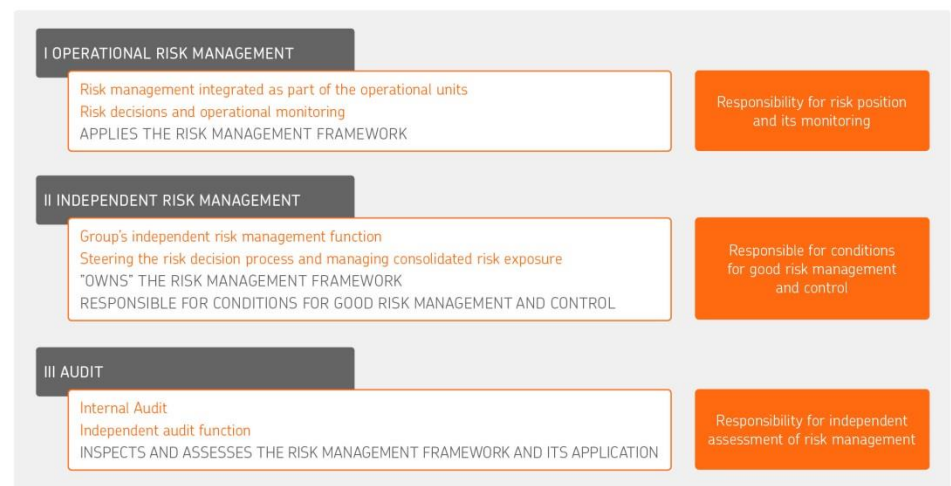 I OPERATIONAL RISK MANAGEMENT
Risk management integrated as part of the operational units
Risk decisions and operational monitoring
APPLIES THE RISK MANAGEMENT FRAMEWORK
Responsibility for risk position
and its monitoring
II INDEPENDENT RISK MANAGEMENT
Group's independent risk management function
Steering the risk decision process and managing consolidated risk exposure
"OWNS" THE RISK MANAGEMENT FRAMEWORK
RESPONSIBLE FOR CONDITIONS FOR GOOD RISK MANAGEMENT AND CONTROL
Responsible for conditions
for good risk management
and control
III AUDIT
Internal Audit
Independent audit function
INSPECTS AND ASSESSES THE RISK MANAGEMENT FRAMEWORK AND ITS APPLICATION
Responsibility for independent
assessment of risk management